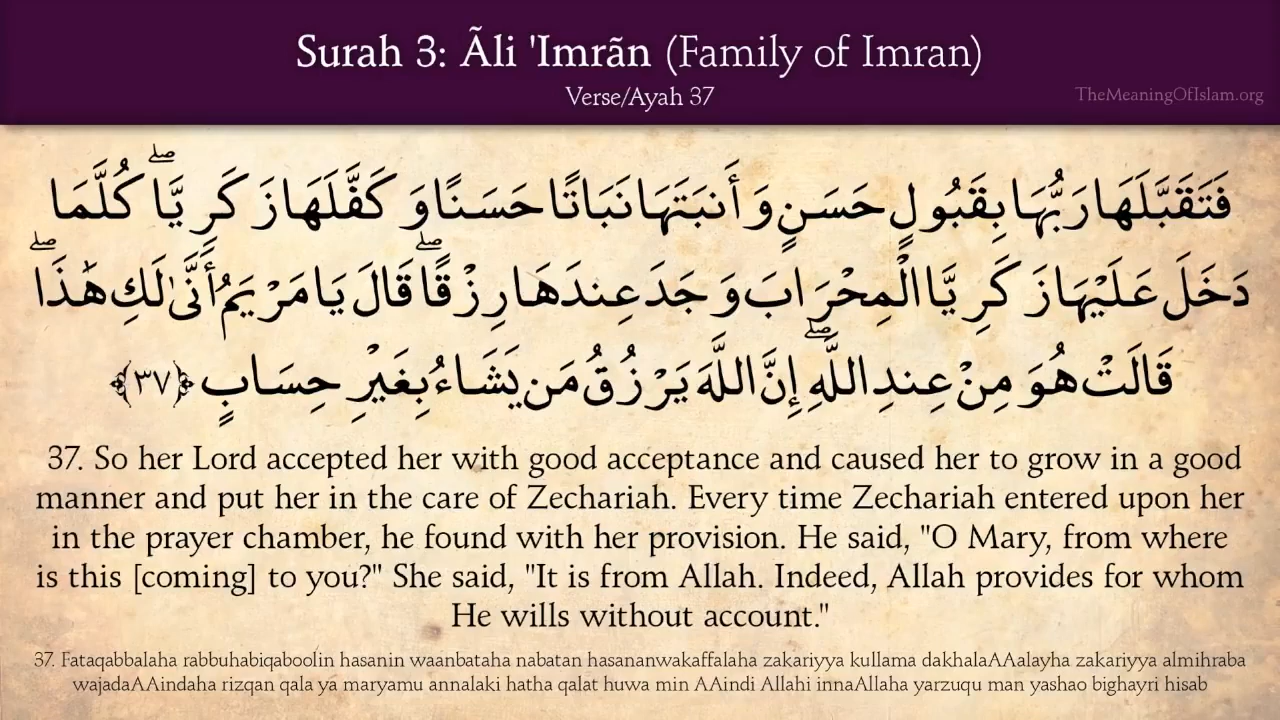 Surah 3: Ãli 'Imrãn (Family of Imran)
Verse/Ayah 37
TheMeaningOfIslam.org
فَتَقَبَّلَهَا رَبُّهَا بِقَبُولٍ حَسَنٍ وَأَنبَتَهَا نَبَاتًا حَسَنًا وَكَفَّلَهَا زَكَرِيَّا ۖ كُلَّمَا
دَخَلَ عَلَيْهَا زَكَرِيَّا الْمِحْرَابَ وَجَدَ عِندَهَا رِزْقًا ۖ قَالَ يَا مَرْيَمُ أَنَّىٰ لَكِ هَٰذَا ۖ
قَالَتْ هُوَ مِنْ عِندِ اللَّهِ ۖ إِنَّ اللَّهَ يَرْزُقُ مَن يَشَاءُ بِغَيْرِ حِسَابٍ ﴿٣٧﴾
37. So her Lord accepted her with good acceptance and caused her to grow in a good
manner and put her in the care of Zechariah. Every time Zechariah entered upon her
in the prayer chamber, he found with her provision. He said, "O Mary, from where
is this [coming] to you?" She said, "It is from Allah. Indeed, Allah provides for whom
He wills without account."
37. Fataqabbalaha rabbuhabiqaboolin hasanin waanbataha nabatan hasananwakaffalaha zakariyya kullama dakhalaAAalayha zakariyya almihraba
wajadaAAindaha rizqan qala ya maryamu annalaki hatha qalat huwa min AAindi Allahi innaAllaha yarzuqu man yashao bighayri hisab